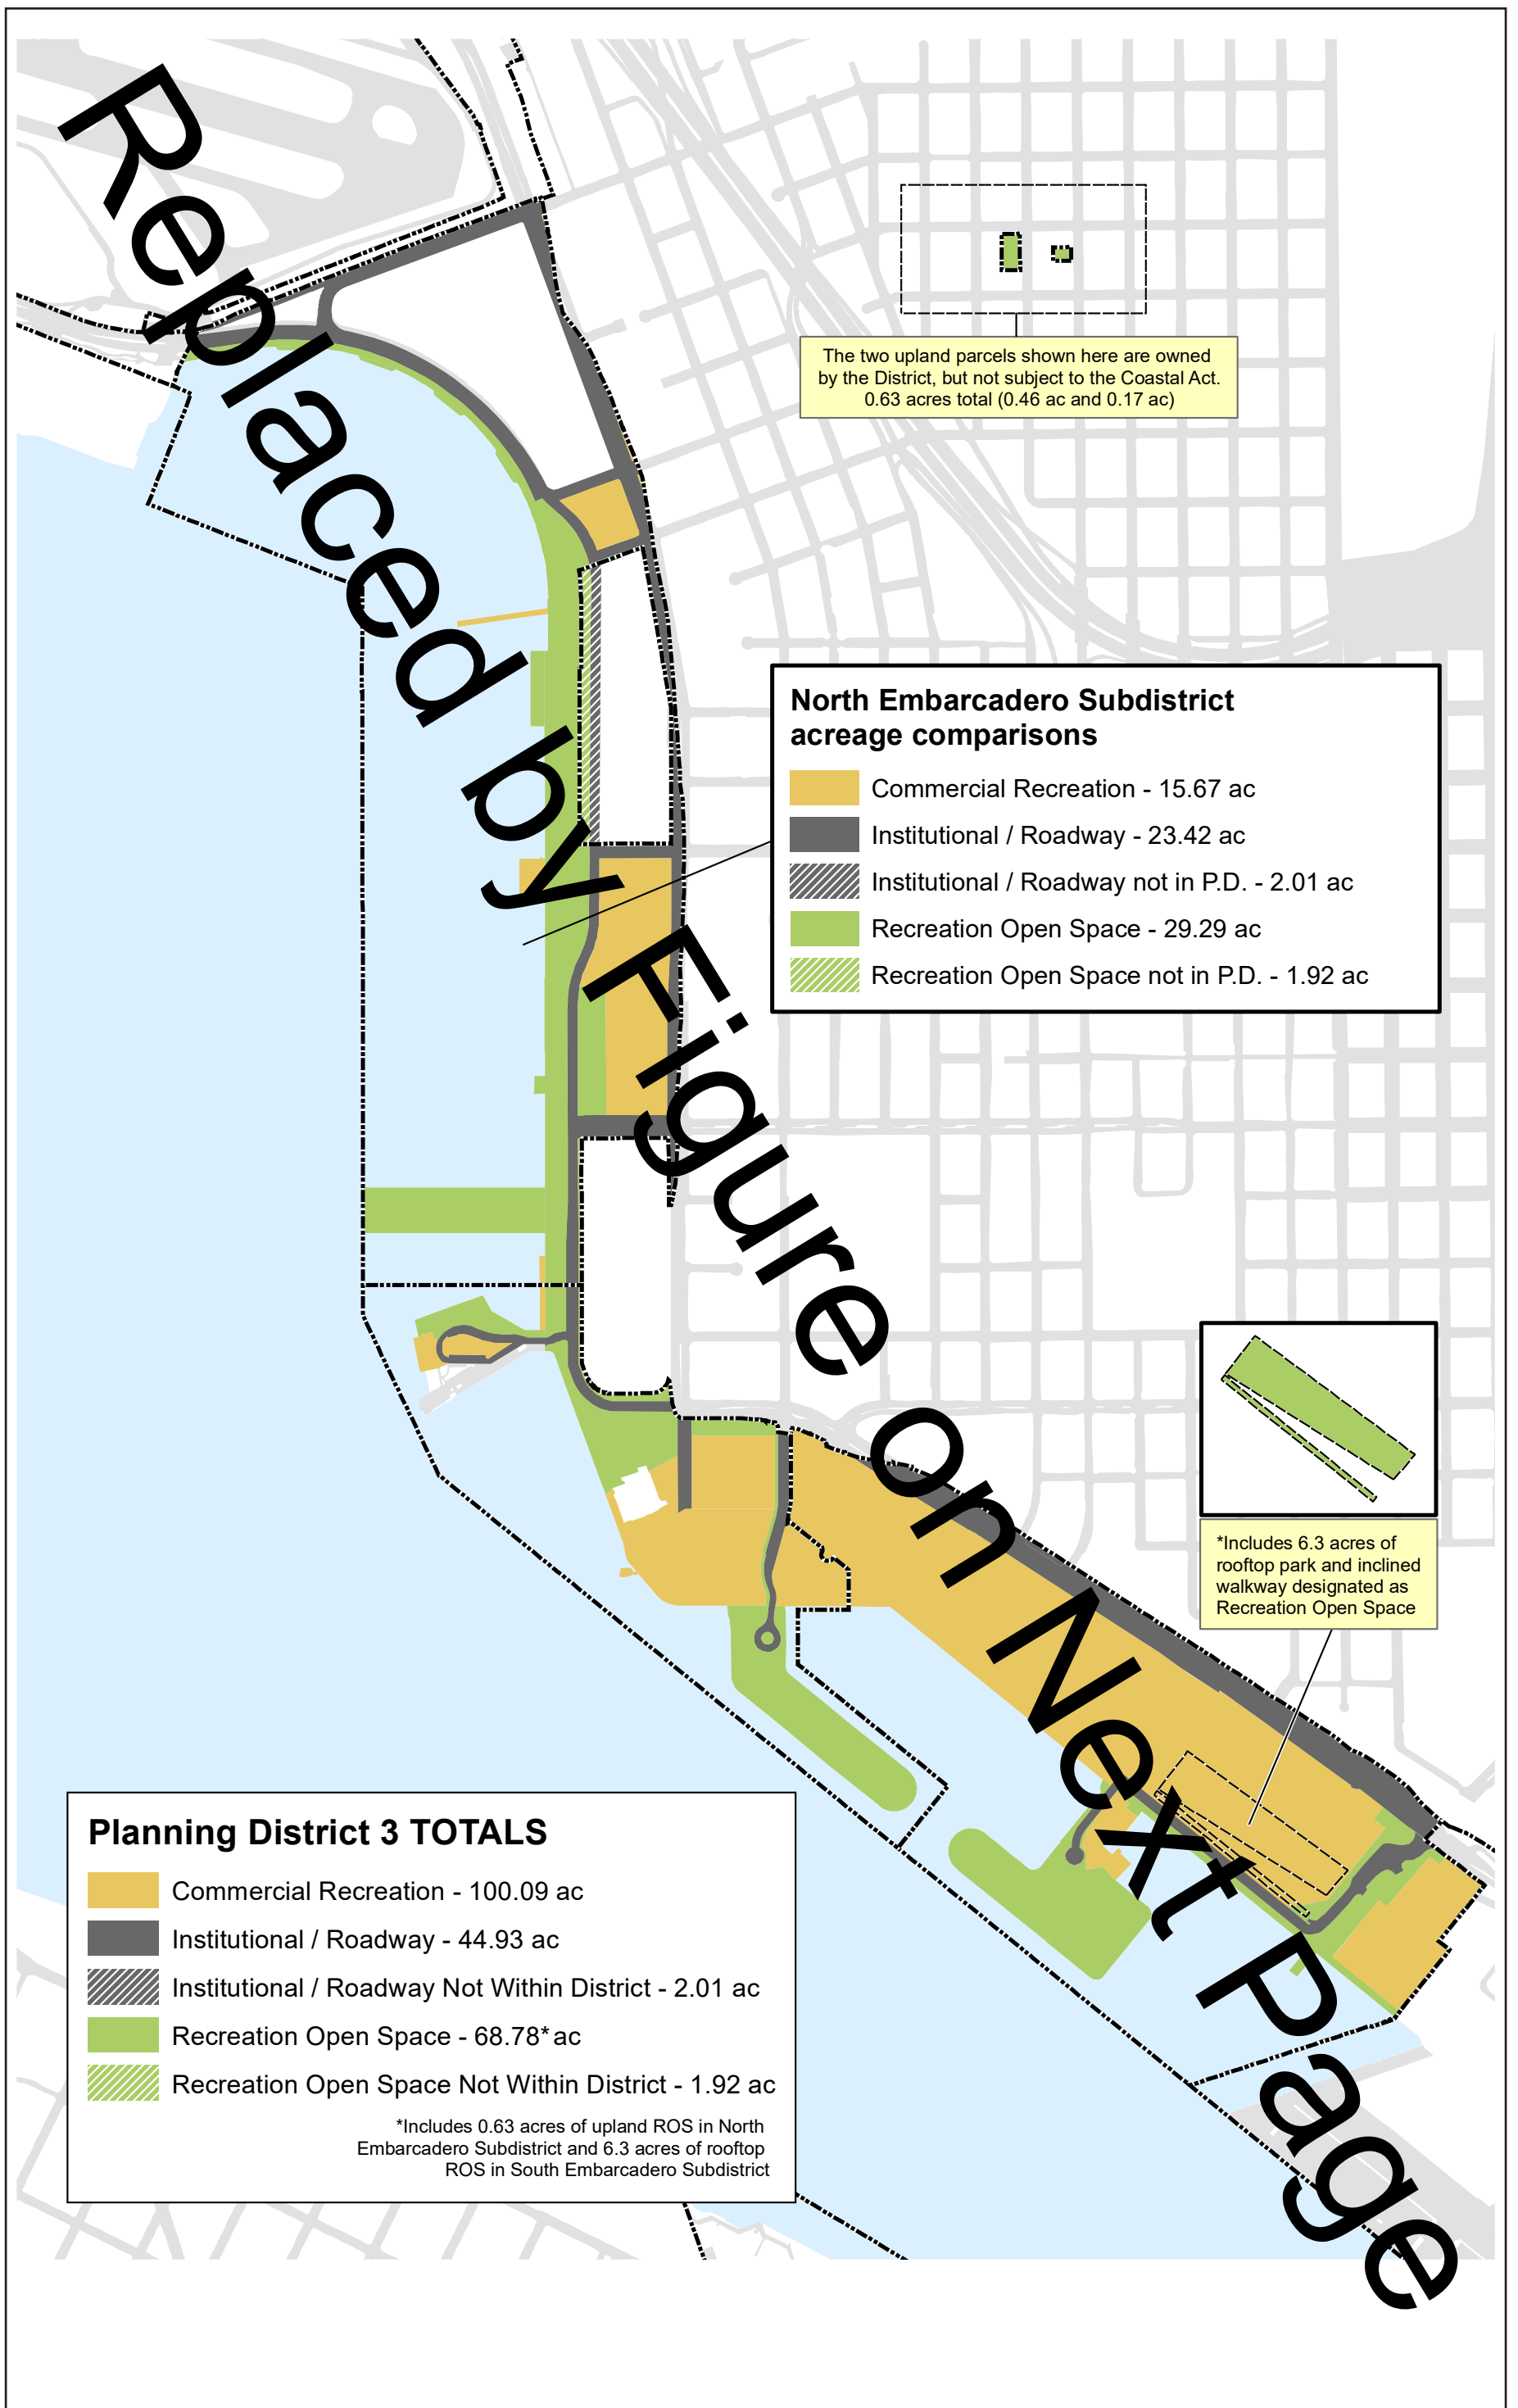 Replaced by Figure on Next Page
The two upland parcels shown here are owned
by the District, but not subject to the Coastal Act.
0.63 acres total (0.46 ac and 0.17 ac)
North Embarcadero Subdistrict
acreage comparisons
Commercial Recreation - 15.67 ac
Institutional / Roadway - 23.42 ac
Institutional / Roadway not in P.D. - 2.01 ac
Recreation Open Space - 29.29 ac
Recreation Open Space not in P.D. - 1.92 ac
*Includes 6.3 acres of
rooftop park and inclined
walkway designated as
Recreation Open Space
Planning District 3 TOTALS
Commercial Recreation - 100.09 ac
Institutional / Roadway - 44.93 ac
Institutional / Roadway Not Within District - 2.01 ac
Recreation Open Space - 68.78* ac
Recreation Open Space Not Within District - 1.92 ac
*Includes 0.63 acres of upland ROS in North
Embarcadero Subdistrict and 6.3 acres of rooftop
ROS in South Embarcadero Subdistrict